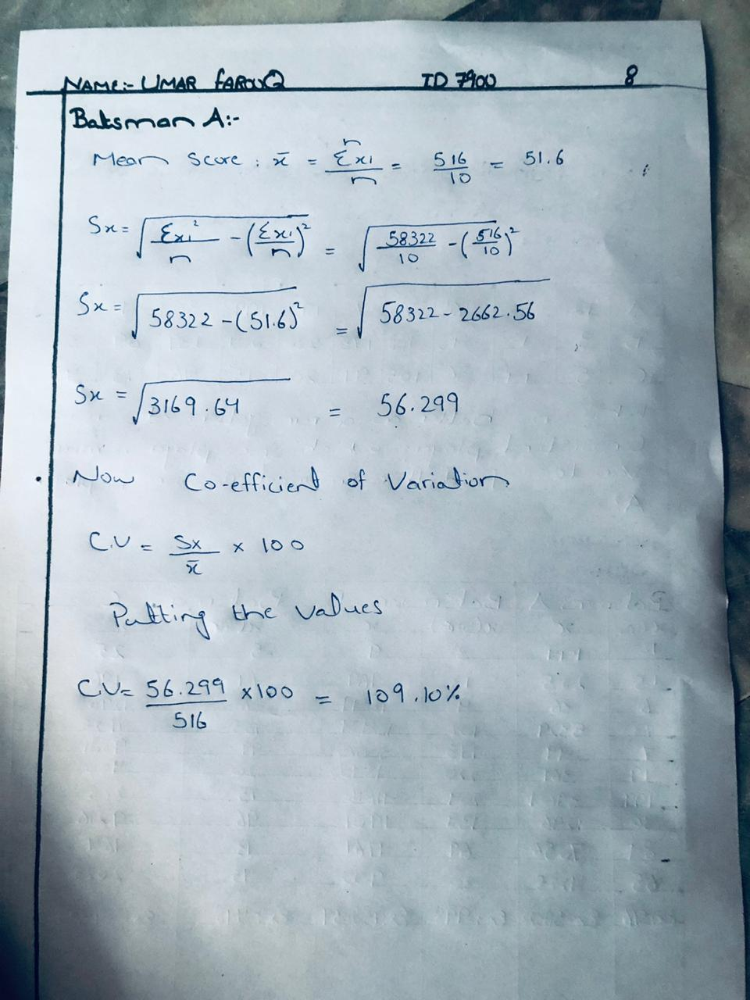 NAME:- UMAR FAROUQ ID 7900 8
Batsman A:-
Mean Score : x̄ = Σⁿxi/n = 516/10 = 51.6
Sx = √(Σxi²/n - (Σxi/n)²) = √(58322/10 - (516/10)²)
Sx = √(58322 - (51.6)²) = √(58322 - 2662.56)
Sx = √3169.64 = 56.299
Now Co-efficient of Variation
C.V = Sx/x̄ x 100
Putting the values
C.V = 56.299/516 x 100 = 109.10%